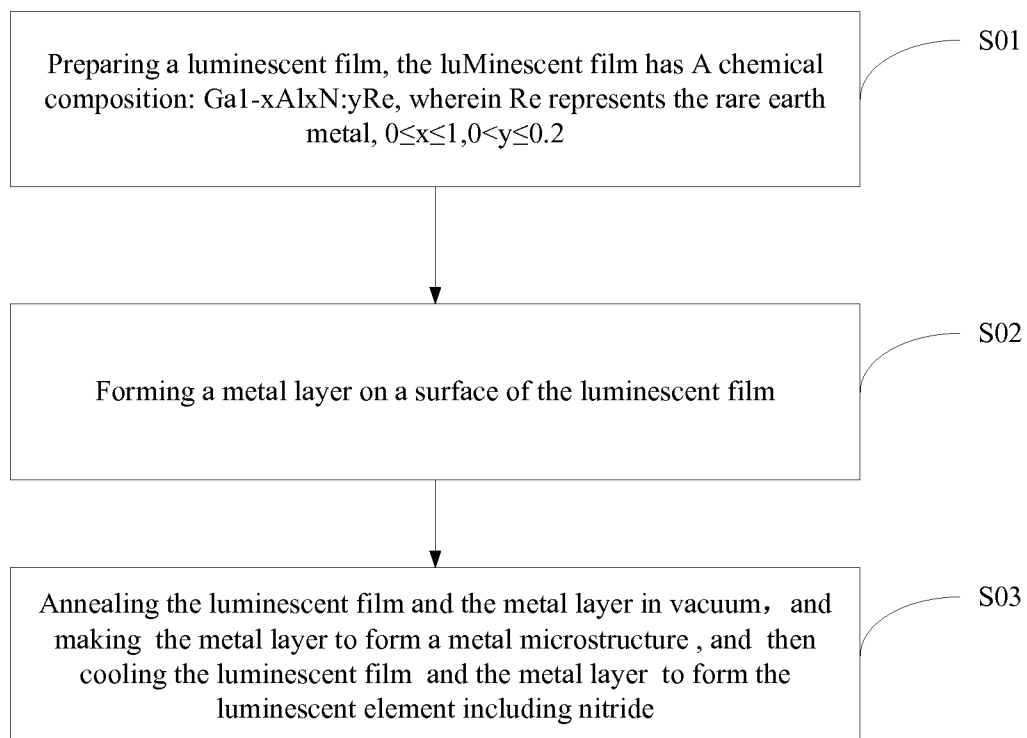 Preparing a luminescent film, the luMinescent film has A chemical
S01
composition: Ga1-xAlxN:yRe, wherein Re represents the rare earth
metal, 0≤x≤1,0<y≤0.2
Forming a metal layer on a surface of the luminescent film
S02
Annealing the luminescent film and the metal layer in vacuum，and
S03
making the metal layer to form a metal microstructure , and then
cooling the luminescent film and the metal layer to form the
luminescent element including nitride